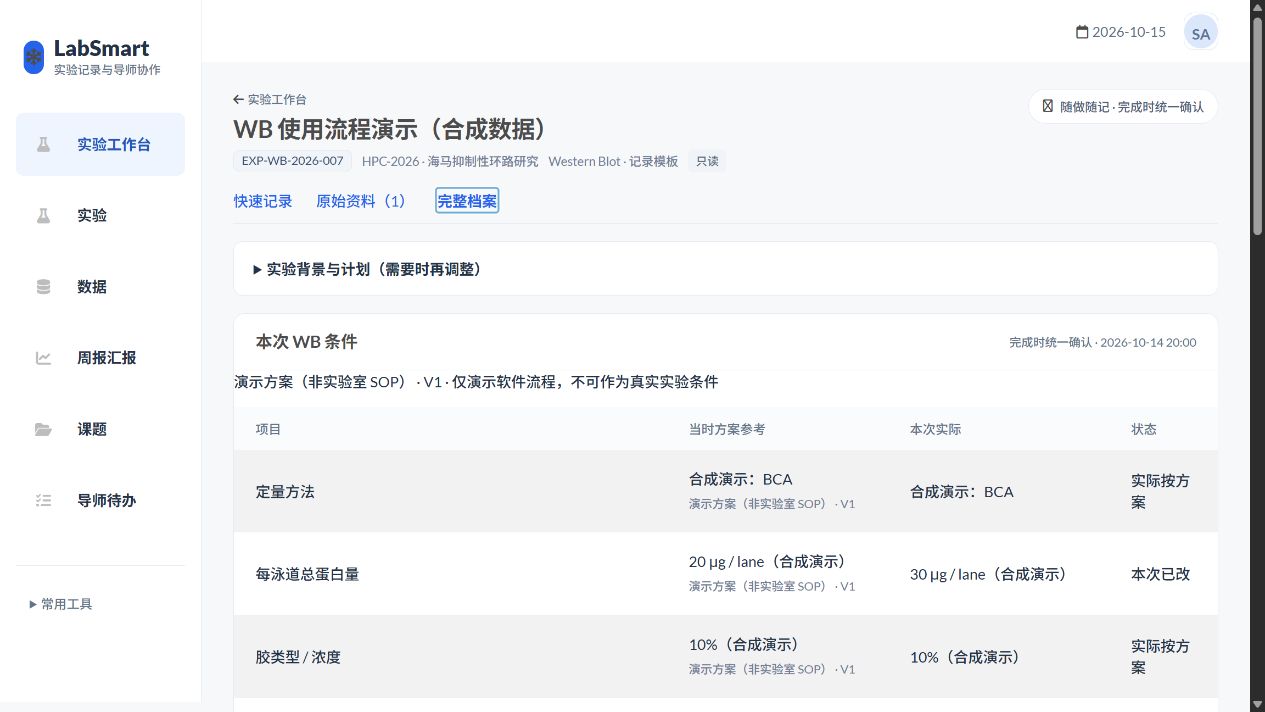 LabSmart
实验记录与导师协作
实验工作台
实验
数据
周报汇报
课题
导师待办
常用工具
2026-10-15
SA
← 实验工作台
随做随记 · 完成时统一确认
WB 使用流程演示（合成数据）
EXP-WB-2026-007 HPC-2026 · 海马抑制性环路研究 Western Blot · 记录模板 只读
快速记录 原始资料（1） 完整档案
▶ 实验背景与计划（需要时再调整）
本次 WB 条件 完成时统一确认 · 2026-10-14 20:00
演示方案（非实验室 SOP） · V1 · 仅演示软件流程，不可作为真实实验条件
项目 当时方案参考 本次实际 状态
定量方法 合成演示：BCA 合成演示：BCA 实际按方
演示方案（非实验室 SOP） · V1 案
每泳道总蛋白量 20 µg / lane（合成演示） 30 µg / lane（合成演示） 本次已改
演示方案（非实验室 SOP） · V1
胶类型 / 浓度 10%（合成演示） 10%（合成演示） 实际按方
演示方案（非实验室 SOP） · V1 案